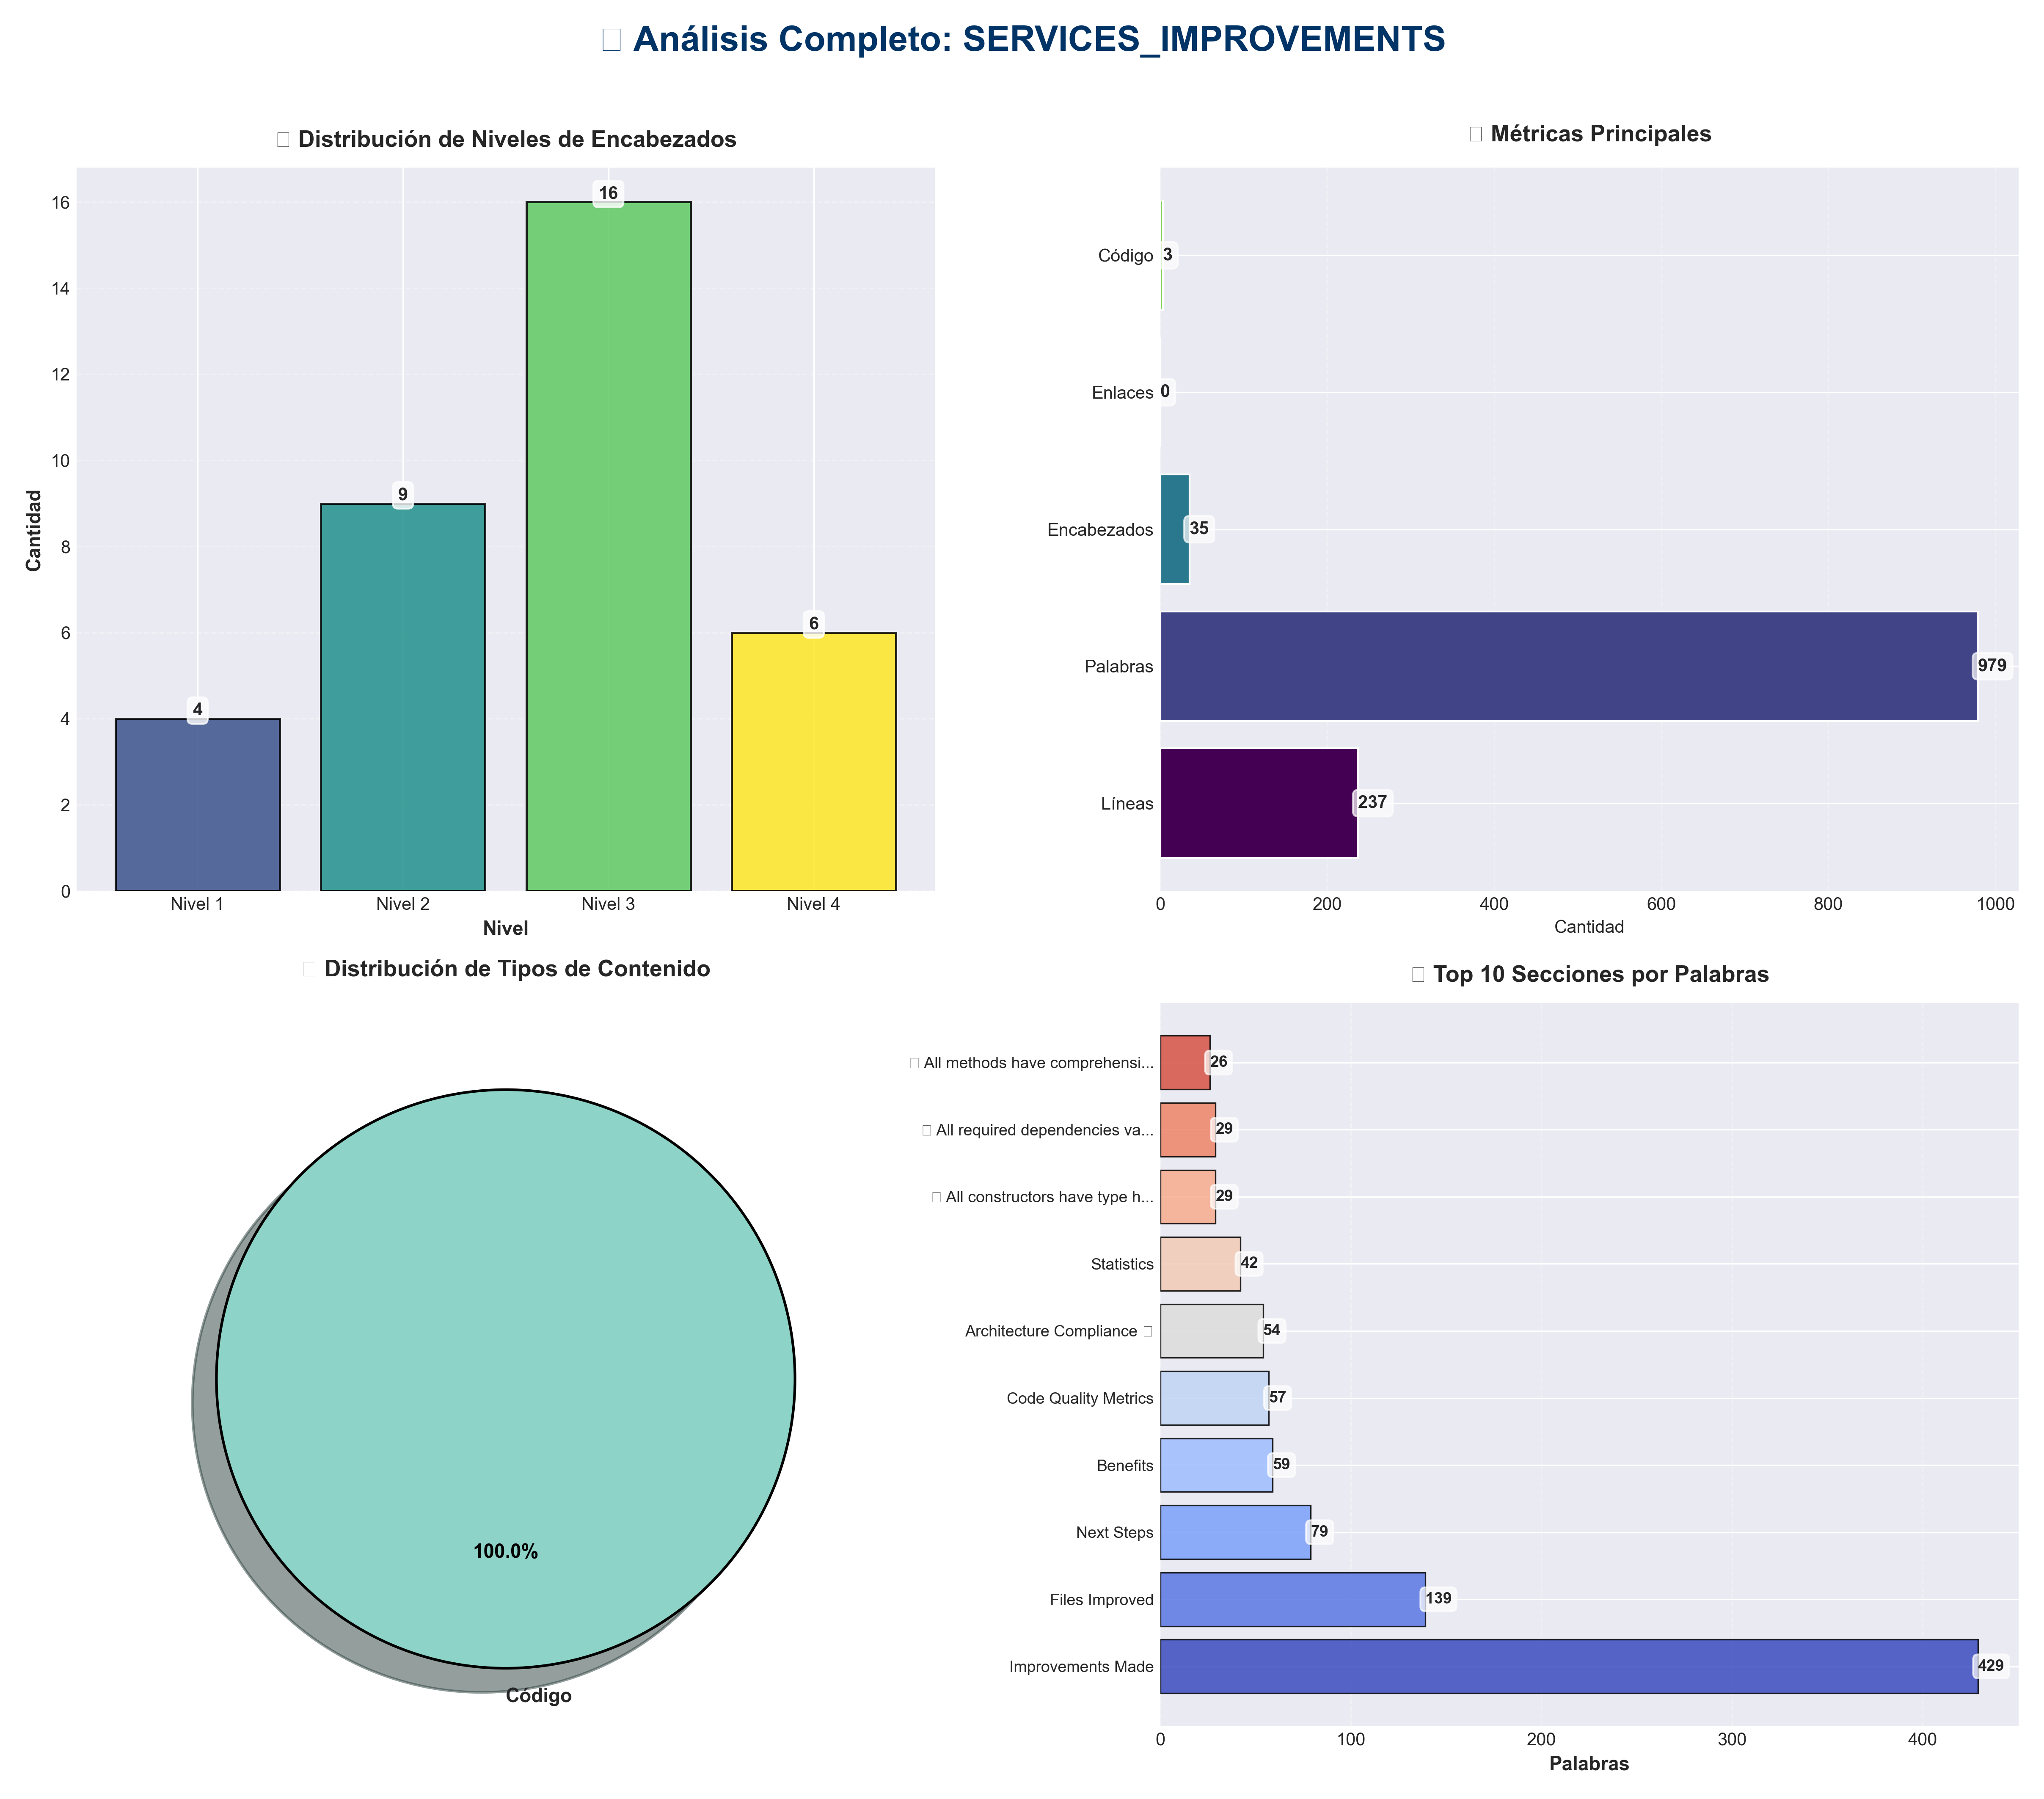 Análisis Completo: SERVICES_IMPROVEMENTS
Distribución de Niveles de Encabezados
Cantidad
16
14
12
10
8
6
4
2
0
4
9
16
6
Nivel 1
Nivel 2
Nivel 3
Nivel 4
Nivel
Métricas Principales
Código 3
Enlaces 0
Encabezados 35
Palabras 979
Líneas 237
0 200 400 600 800 1000
Cantidad
Distribución de Tipos de Contenido
100.0%
Código
Top 10 Secciones por Palabras
All methods have comprehensi... 26
All required dependencies va... 29
All constructors have type h... 29
Statistics 42
Architecture Compliance 54
Code Quality Metrics 57
Benefits 59
Next Steps 79
Files Improved 139
Improvements Made 429
0 100 200 300 400
Palabras